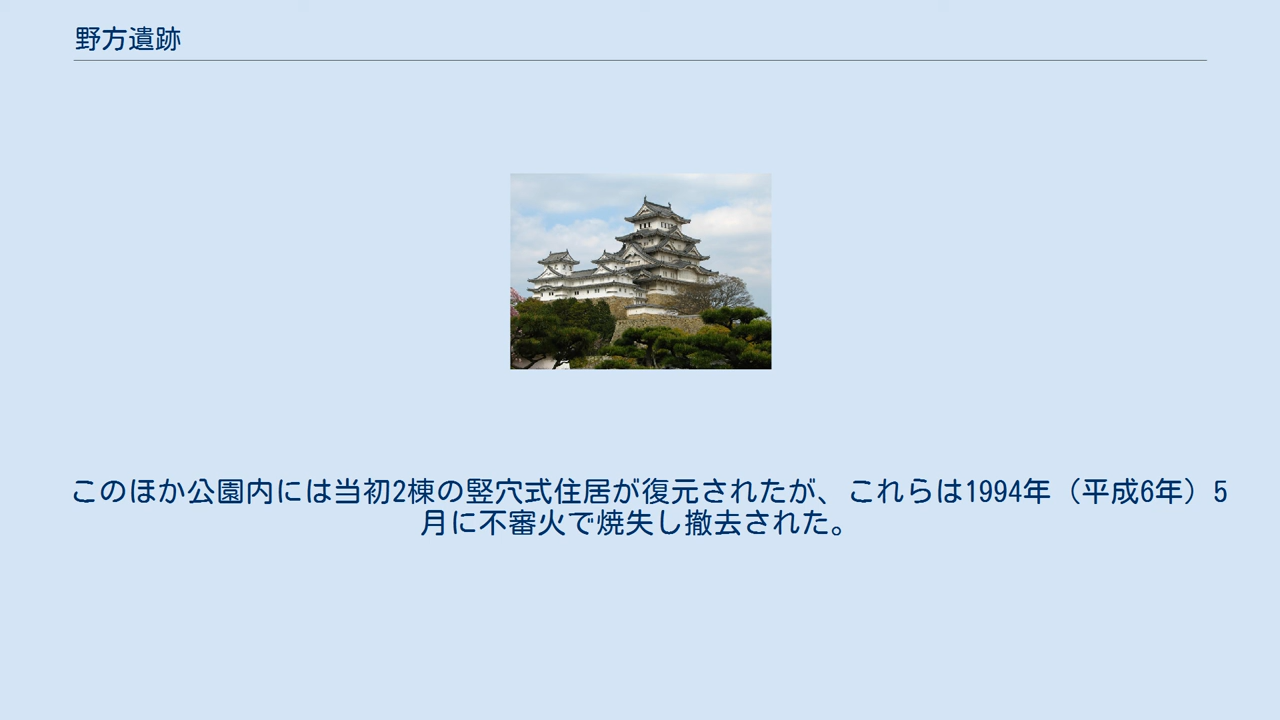 野方遺跡
このほか公園内には当初2棟の竪穴式住居が復元されたが、これらは1994年（平成6年）5
月に不審火で焼失し撤去された。